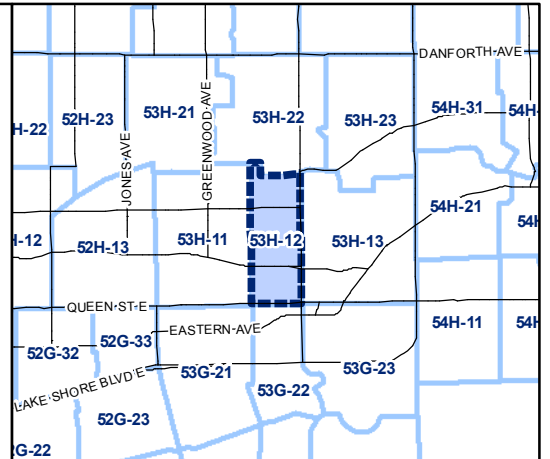 DANFORTH AVE
H-22
52H-23
53H-21
53H-22
53H-23
54H-31
54H-
JONES AVE
GREENWOOD AVE
H-12
52H-13
53H-11
53H-12
53H-13
54H-21
54H
QUEEN ST E
EASTERN AVE
52G-32
52G-33
54H-11
54H
LAKE SHORE BLVD E
53G-21
53G-22
53G-23
52G-23
G-22